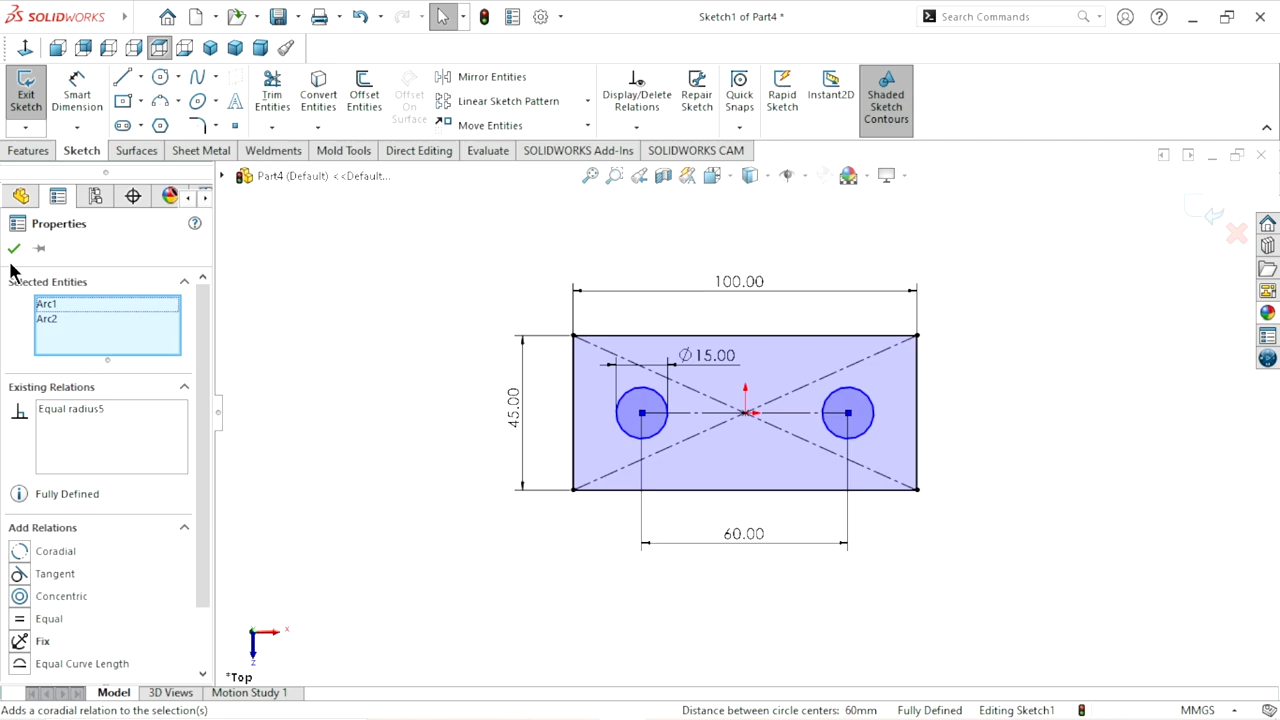 SOLIDWORKS
Sketch1 of Part4 *
Search Commands
Exit Sketch
Smart Dimension
Trim Entities
Convert Entities
Offset Entities
Offset On Surface
Mirror Entities
Linear Sketch Pattern
Move Entities
Display/Delete Relations
Repair Sketch
Quick Snaps
Rapid Sketch
Instant2D
Shaded Sketch Contours
Features
Sketch
Surfaces
Sheet Metal
Weldments
Mold Tools
Direct Editing
Evaluate
SOLIDWORKS Add-Ins
SOLIDWORKS CAM
Part4 (Default) <<Default...
Properties
Selected Entities
Arc1
Arc2
Existing Relations
Equal radius5
Fully Defined
Add Relations
Coradial
Tangent
Concentric
Equal
Fix
Equal Curve Length
100.00
∅15.00
45.00
60.00
x
z
*Top
Model
3D Views
Motion Study 1
Adds a coradial relation to the selection(s)
Distance between circle centers: 60mm
Fully Defined
Editing Sketch1
MMGS